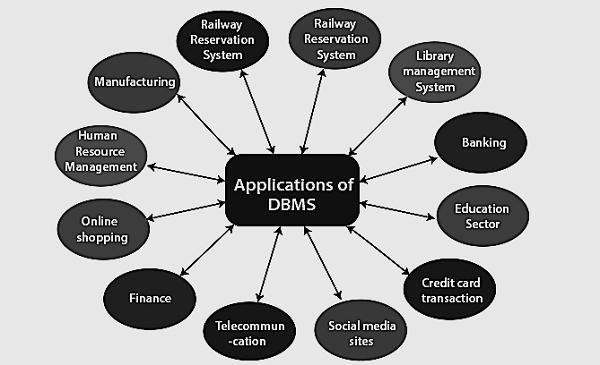 Railway
Reservation
System
Railway
Reservation
System
Library
management
System
Manufacturing
Banking
Human
Resource
Management
Applications of
DBMS
Education
Sector
Online
shopping
Credit card
transaction
Finance
Telecommun
-cation
Social media
sites